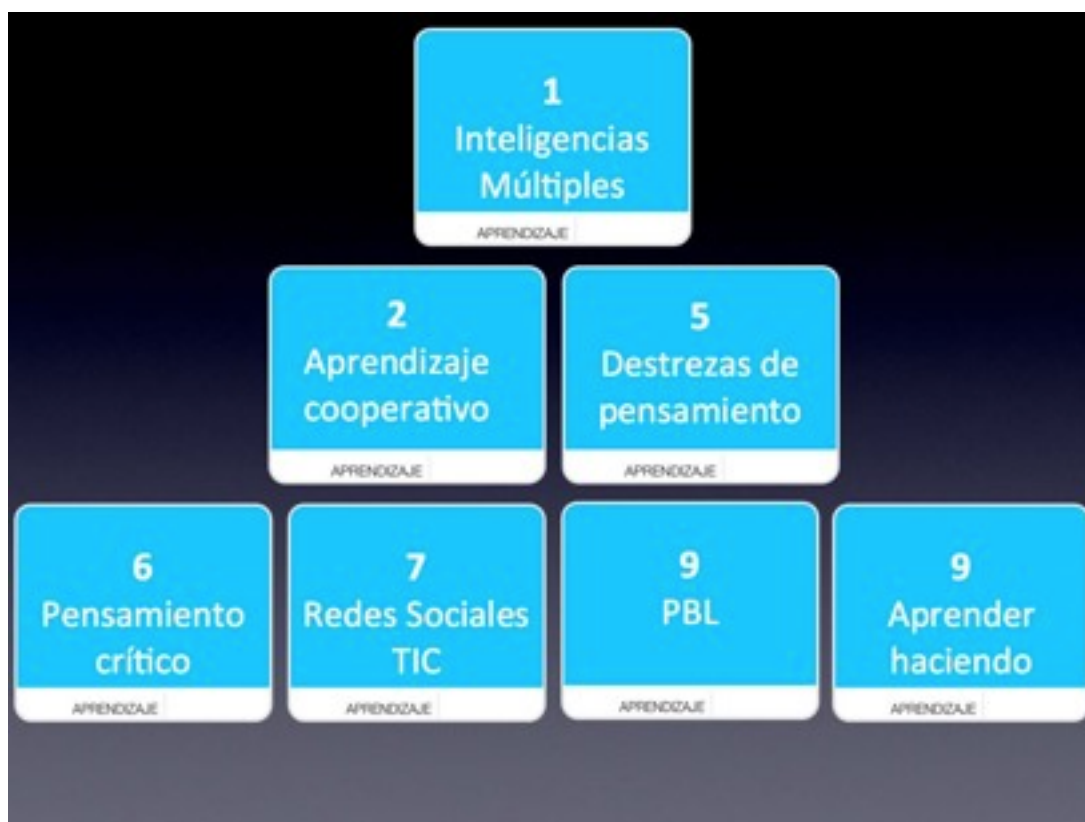 1
Inteligencias
Múltiples
APRENDIZAJE
2
Aprendizaje
cooperativo
APRENDIZAJE
5
Destrezas de
pensamiento
APRENDIZAJE
6
Pensamiento
crítico
APRENDIZAJE
7
Redes Sociales
TIC
APRENDIZAJE
9
PBL
APRENDIZAJE
9
Aprender
haciendo
APRENDIZAJE